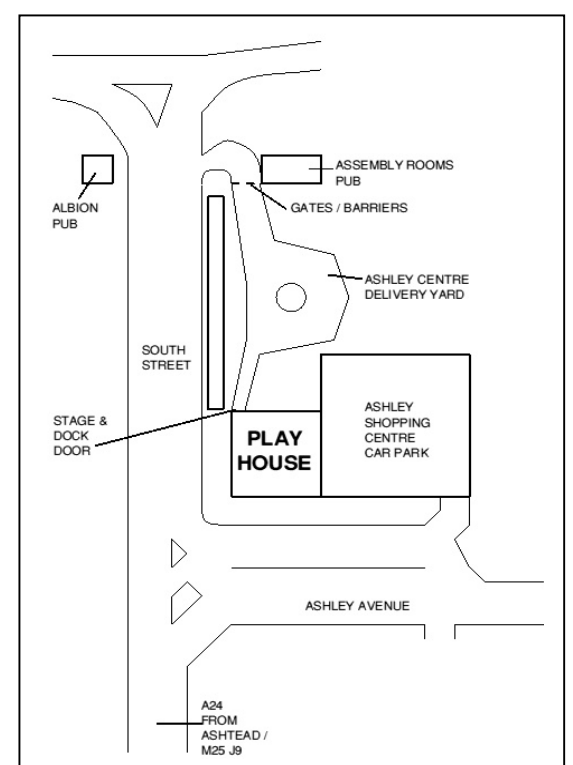 ASSEMBLY ROOMS
PUB
ALBION
PUB
GATES / BARRIERS
ASHLEY CENTRE
DELIVERY YARD
SOUTH
STREET
STAGE &
DOCK
DOOR
PLAY
HOUSE
ASHLEY
SHOPPING
CENTRE
CAR PARK
ASHLEY AVENUE
A24
FROM
ASHTEAD /
M25 J9